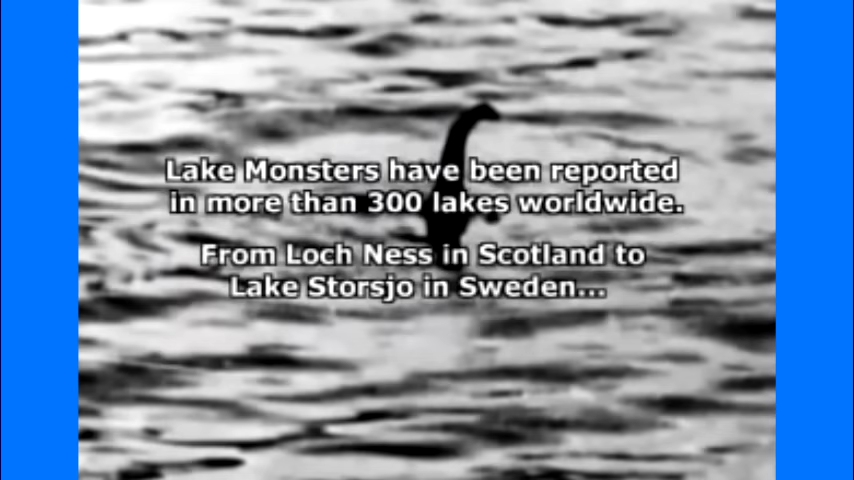 Lake Monsters have been reported
in more than 300 lakes worldwide.
From Loch Ness in Scotland to
Lake Storsjo in Sweden...